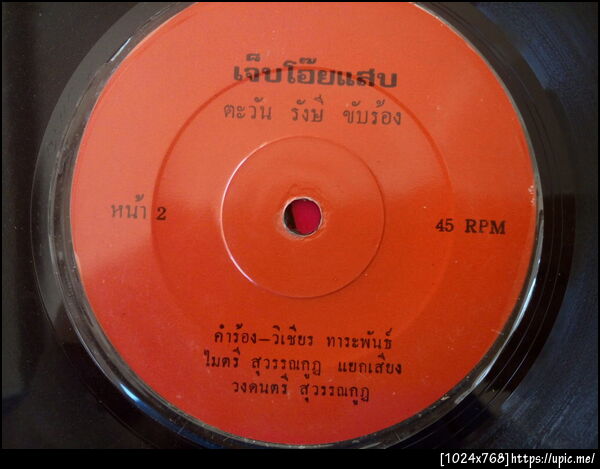 เจ็บโอ๊ยแสบ
ตะวัน รังษี ขับร้อง
หน้า 2
45 RPM
คำร้อง-วิเชียร ทาระพันธ์
ไมตรี สุวรรณกูฏ แยกเสียง
วงดนตรี สุวรรณกูฏ
[1024x768]https://upic.me/